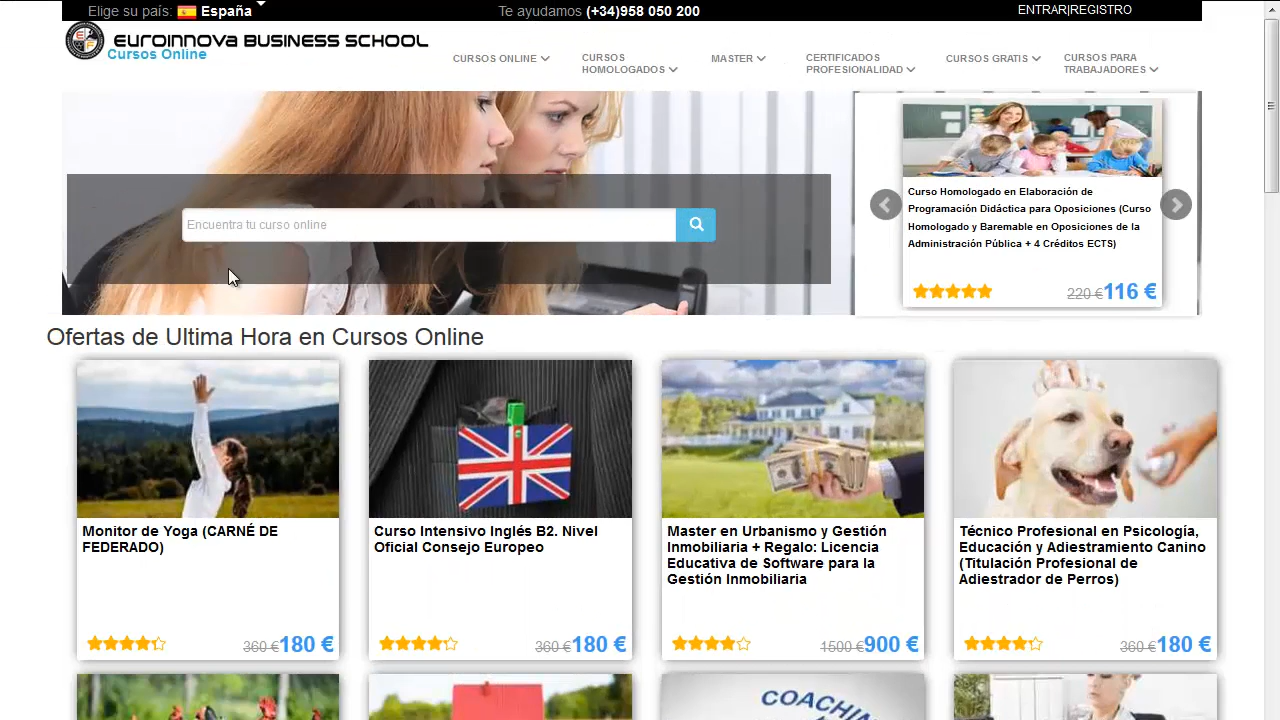 Elige su país: España
Te ayudamos (+34)958 050 200
ENTRAR|REGISTRO
EUROINNOVA BUSINESS SCHOOL
Cursos Online
CURSOS ONLINE
CURSOS
HOMOLOGADOS
MASTER
CERTIFICADOS
PROFESIONALIDAD
CURSOS GRATIS
CURSOS PARA
TRABAJADORES
Encuentra tu curso online
Curso Homologado en Elaboración de
Programación Didáctica para Oposiciones (Curso
Homologado y Baremable en Oposiciones de la
Administración Pública + 4 Créditos ECTS)
220 € 116 €
Ofertas de Ultima Hora en Cursos Online
Monitor de Yoga (CARNÉ DE
FEDERADO)
360 € 180 €
Curso Intensivo Inglés B2. Nivel
Oficial Consejo Europeo
360 € 180 €
Master en Urbanismo y Gestión
Inmobiliaria + Regalo: Licencia
Educativa de Software para la
Gestión Inmobiliaria
1500 € 900 €
Técnico Profesional en Psicología,
Educación y Adiestramiento Canino
(Titulación Profesional de
Adiestrador de Perros)
360 € 180 €